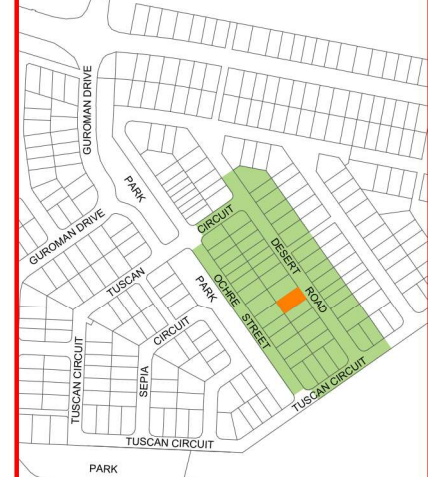 GUROMAN DRIVE
PARK
GUROMAN DRIVE
CIRCUIT
TUSCAN
DESERT ROAD
PARK
OCHRE STREET
CIRCUIT
TUSCAN CIRCUIT
SEPIA
TUSCAN CIRCUIT
TUSCAN CIRCUIT
PARK